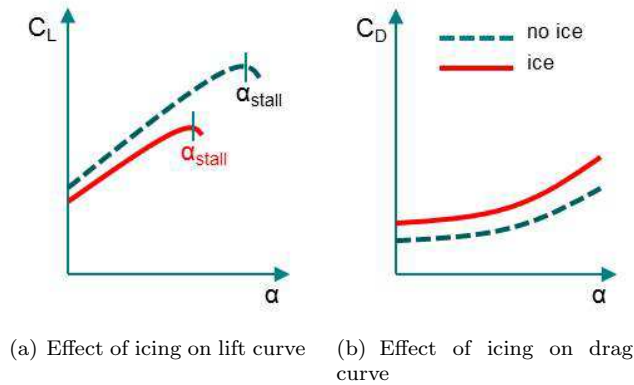 C_L
α_stall
α_stall
α
C_D
no ice
ice
α
(a) Effect of icing on lift curve
(b) Effect of icing on drag
curve